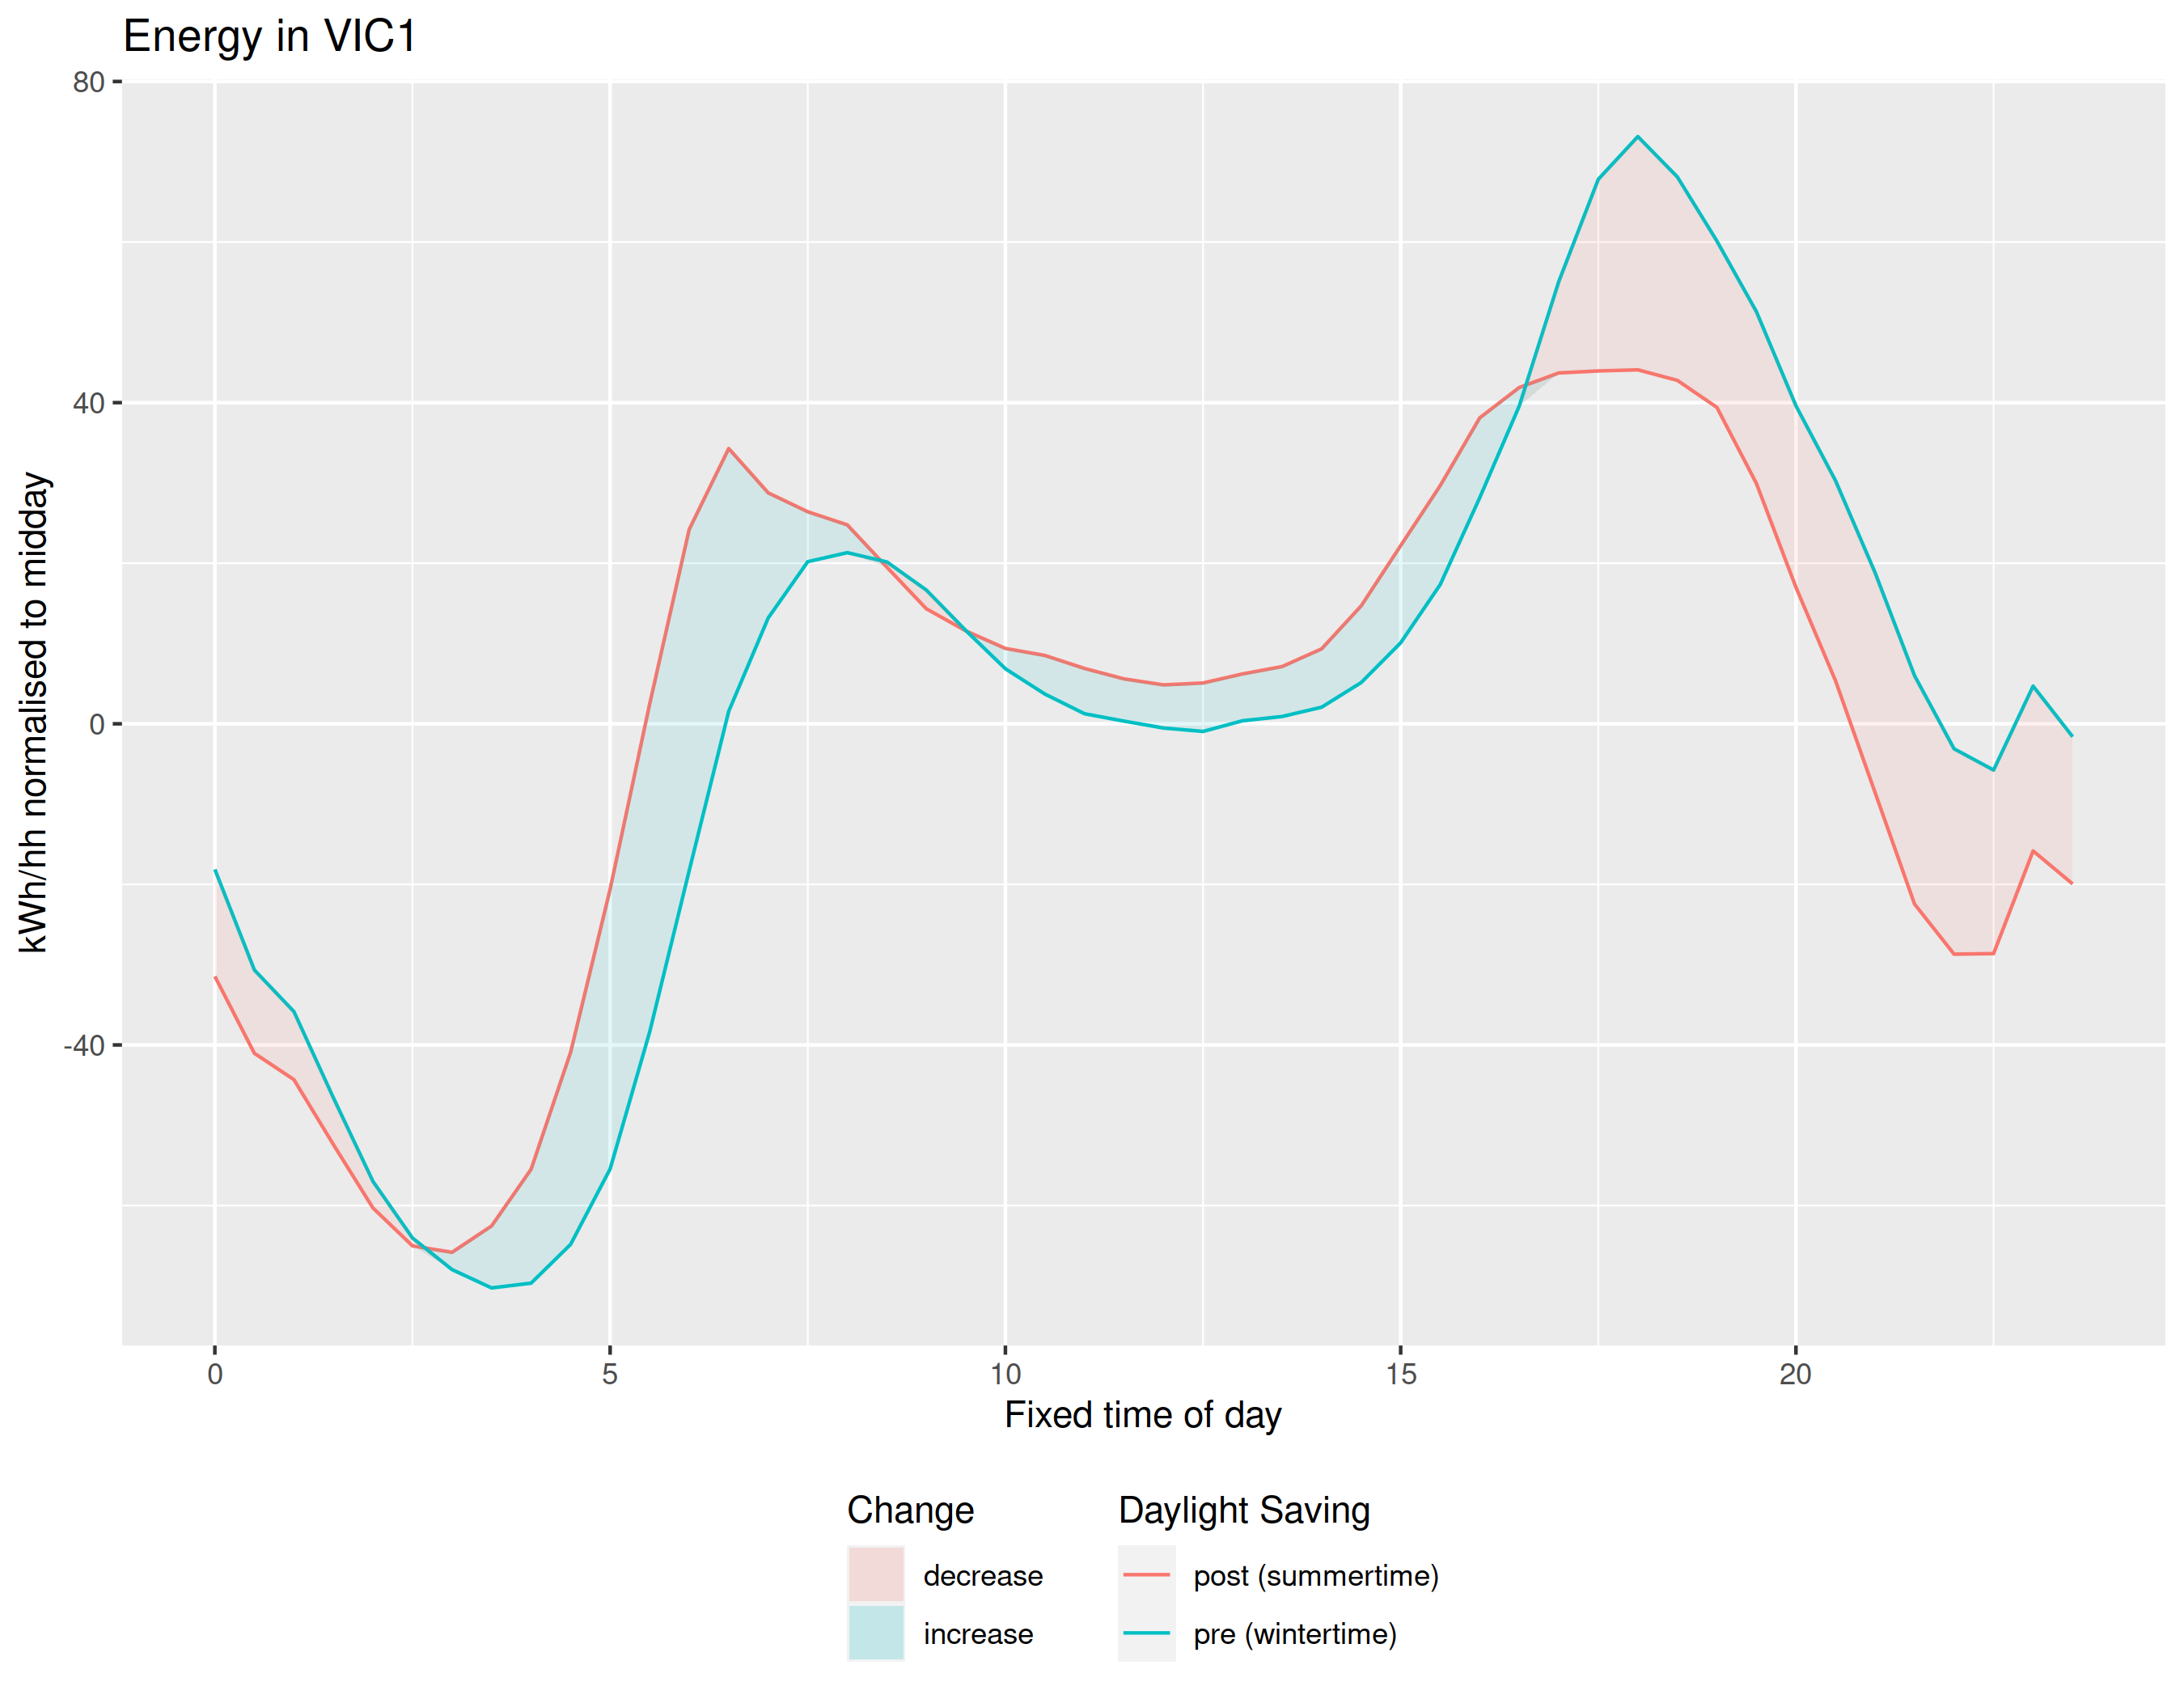 Energy in VIC1
kWh/hh normalised to midday
80
40
0
-40
0 5 10 15 20
Fixed time of day
Change
decrease
increase
Daylight Saving
post (summertime)
pre (wintertime)